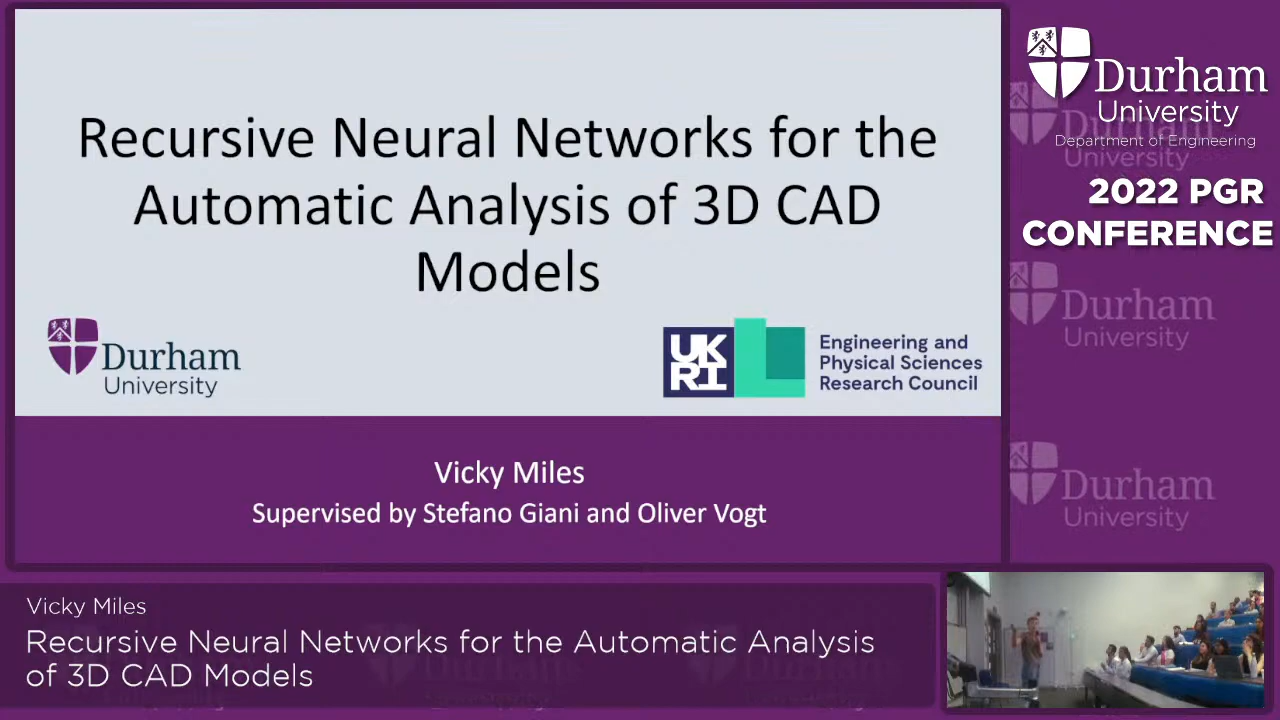 Recursive Neural Networks for the
Automatic Analysis of 3D CAD
Models
Durham
University
UK
RI
Engineering and
Physical Sciences
Research Council
Vicky Miles
Supervised by Stefano Giani and Oliver Vogt
Durham
University
Department of Engineering
2022 PGR
CONFERENCE
Durham
University
Durham
University
Durham
University
Vicky Miles
Recursive Neural Networks for the Automatic Analysis
of 3D CAD Models